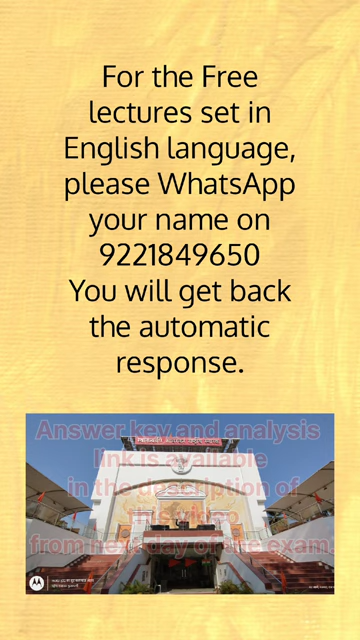 For the Free
lectures set in
English language,
please WhatsApp
your name on
9221849650
You will get back
the automatic
response.
Answer key and analysis
link is available
in the description of
this video
from next day of the exam.